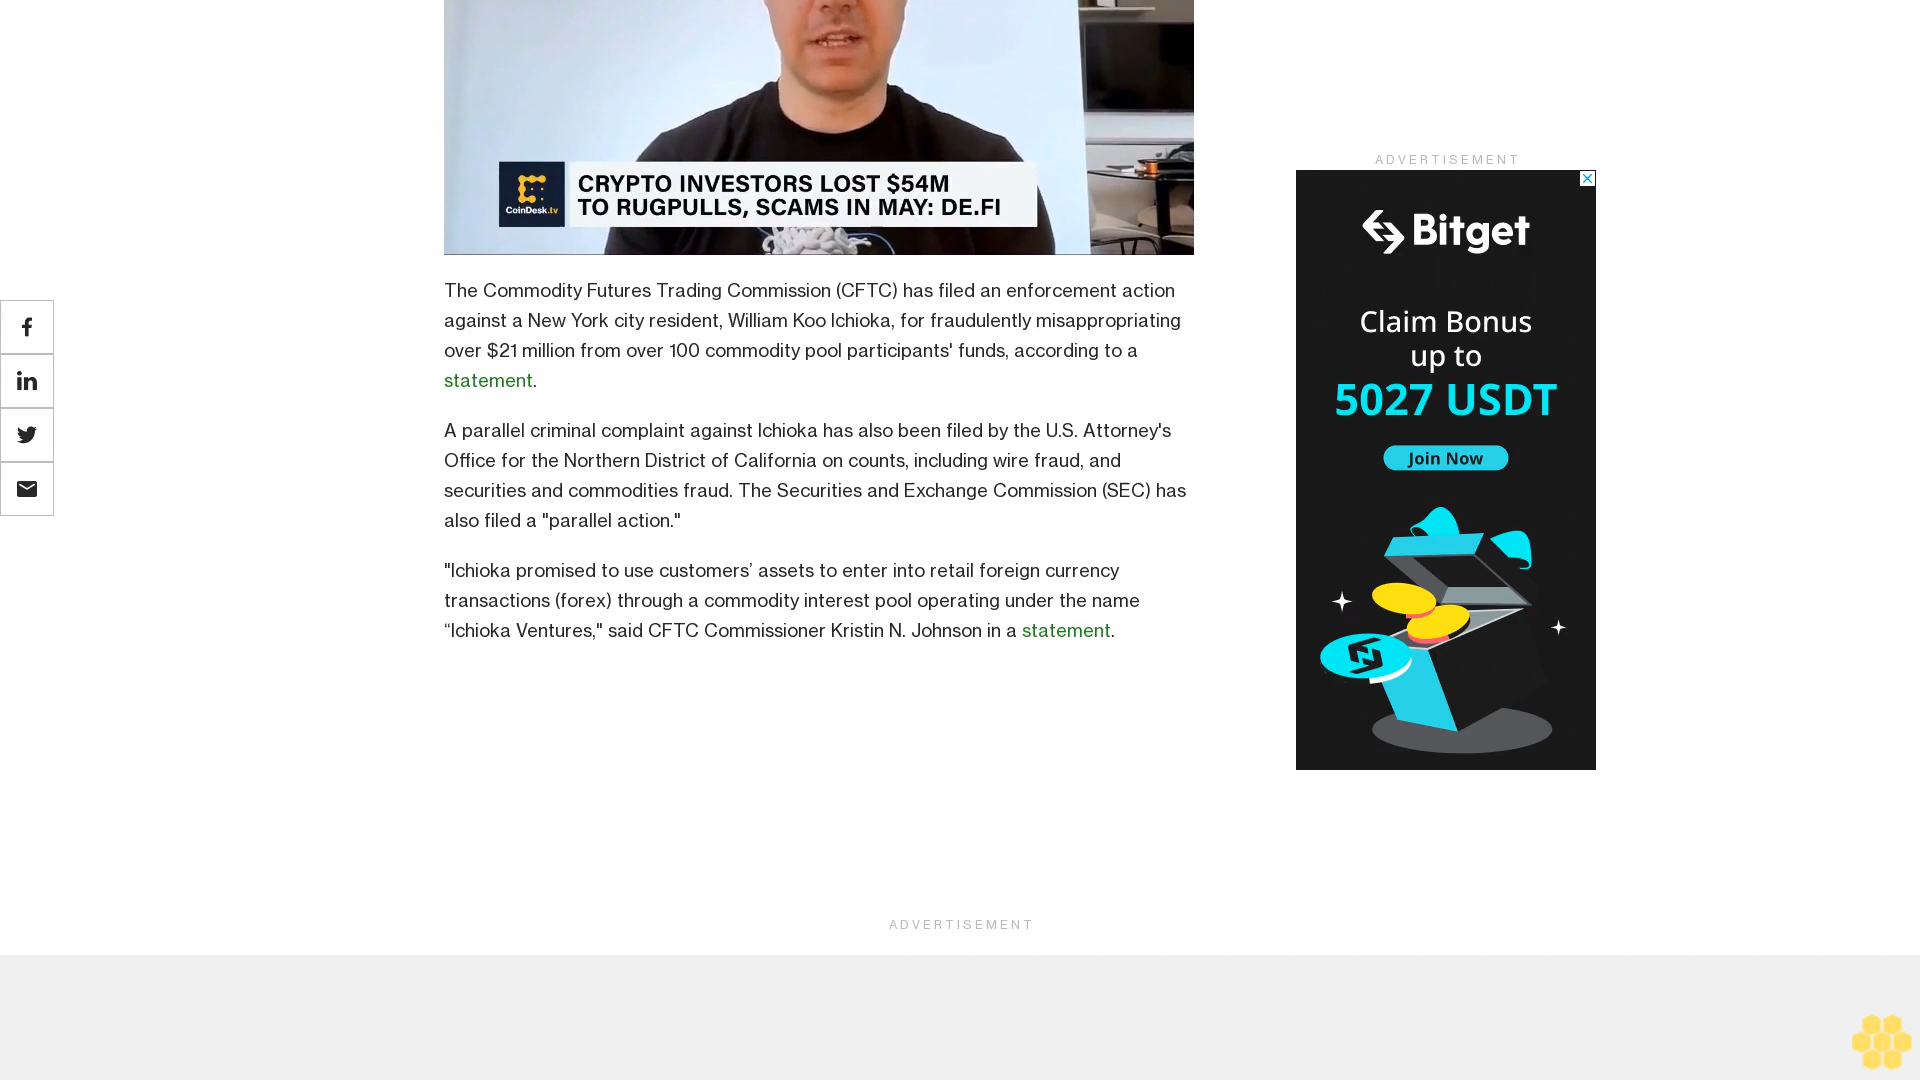 CRYPTO INVESTORS LOST $54M
TO RUGPULLS, SCAMS IN MAY: DE.FI
CoinDesk.tv
The Commodity Futures Trading Commission (CFTC) has filed an enforcement action
against a New York city resident, William Koo Ichioka, for fraudulently misappropriating
over $21 million from over 100 commodity pool participants' funds, according to a
statement.
A parallel criminal complaint against Ichioka has also been filed by the U.S. Attorney's
Office for the Northern District of California on counts, including wire fraud, and
securities and commodities fraud. The Securities and Exchange Commission (SEC) has
also filed a "parallel action."
"Ichioka promised to use customers’ assets to enter into retail foreign currency
transactions (forex) through a commodity interest pool operating under the name
“Ichioka Ventures," said CFTC Commissioner Kristin N. Johnson in a statement.
ADVERTISEMENT
Bitget
Claim Bonus
up to
5027 USDT
Join Now
ADVERTISEMENT